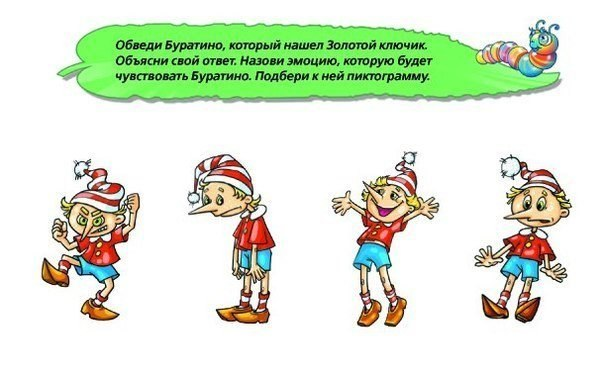 Обведи Буратино, который нашел Золотой ключик.
Объясни свой ответ. Назови эмоцию, которую будет
чувствовать Буратино. Подбери к ней пиктограмму.